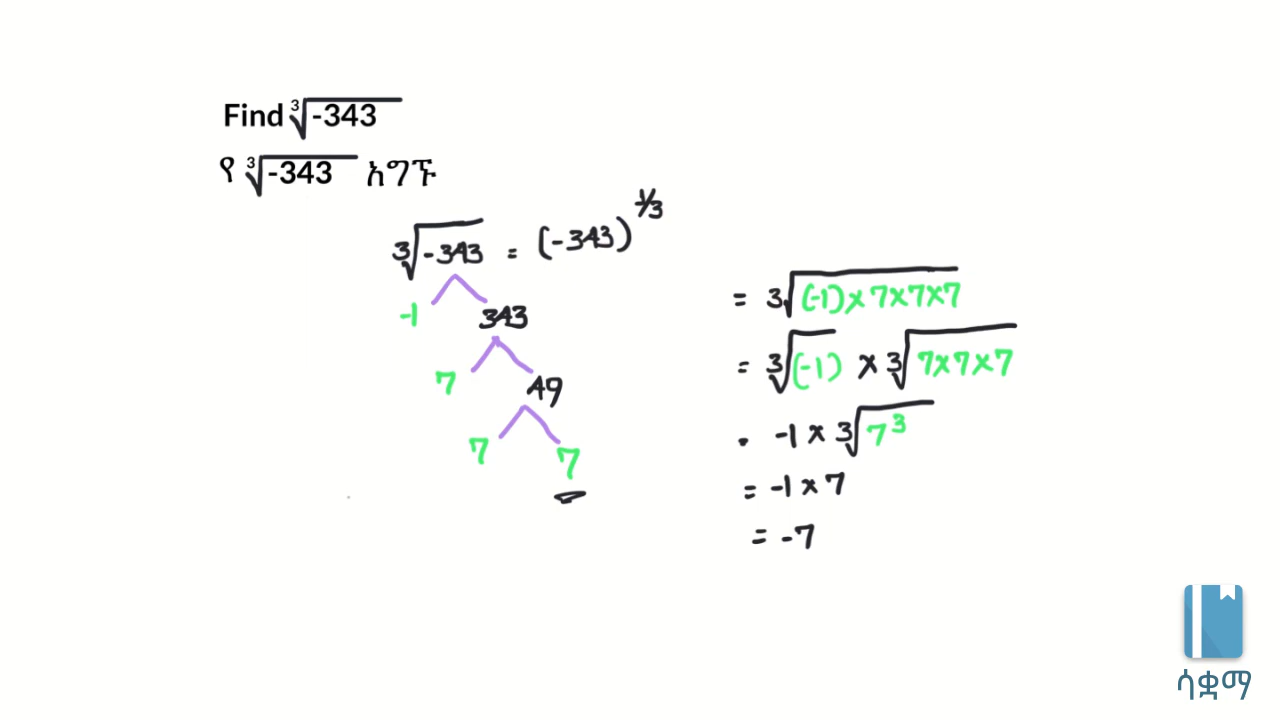 Find ∛-343
የ ∛-343 አግኙ
∛-343 = (-343)^1/3
-1 343
7 49
7 7
= ∛(-1)×7×7×7
= ∛(-1) × ∛7×7×7
. -1 × ∛7³
= -1 × 7
= -7
ሳቋማ